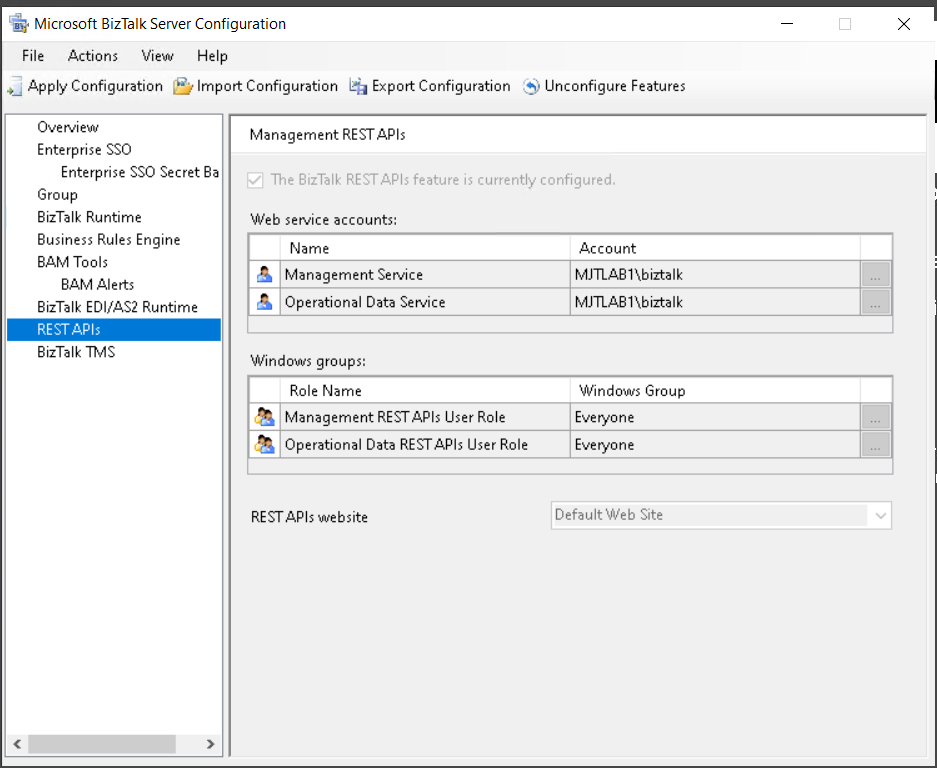 Microsoft BizTalk Server Configuration
File Actions View Help
Apply Configuration Import Configuration Export Configuration Unconfigure Features
Overview
Enterprise SSO
Enterprise SSO Secret Ba
Group
BizTalk Runtime
Business Rules Engine
BAM Tools
BAM Alerts
BizTalk EDI/AS2 Runtime
REST APIs
BizTalk TMS
Management REST APIs
The BizTalk REST APIs feature is currently configured.
Web service accounts:
Name Account
Management Service MJTLAB1\biztalk ...
Operational Data Service MJTLAB1\biztalk ...
Windows groups:
Role Name Windows Group
Management REST APIs User Role Everyone ...
Operational Data REST APIs User Role Everyone ...
REST APIs website Default Web Site